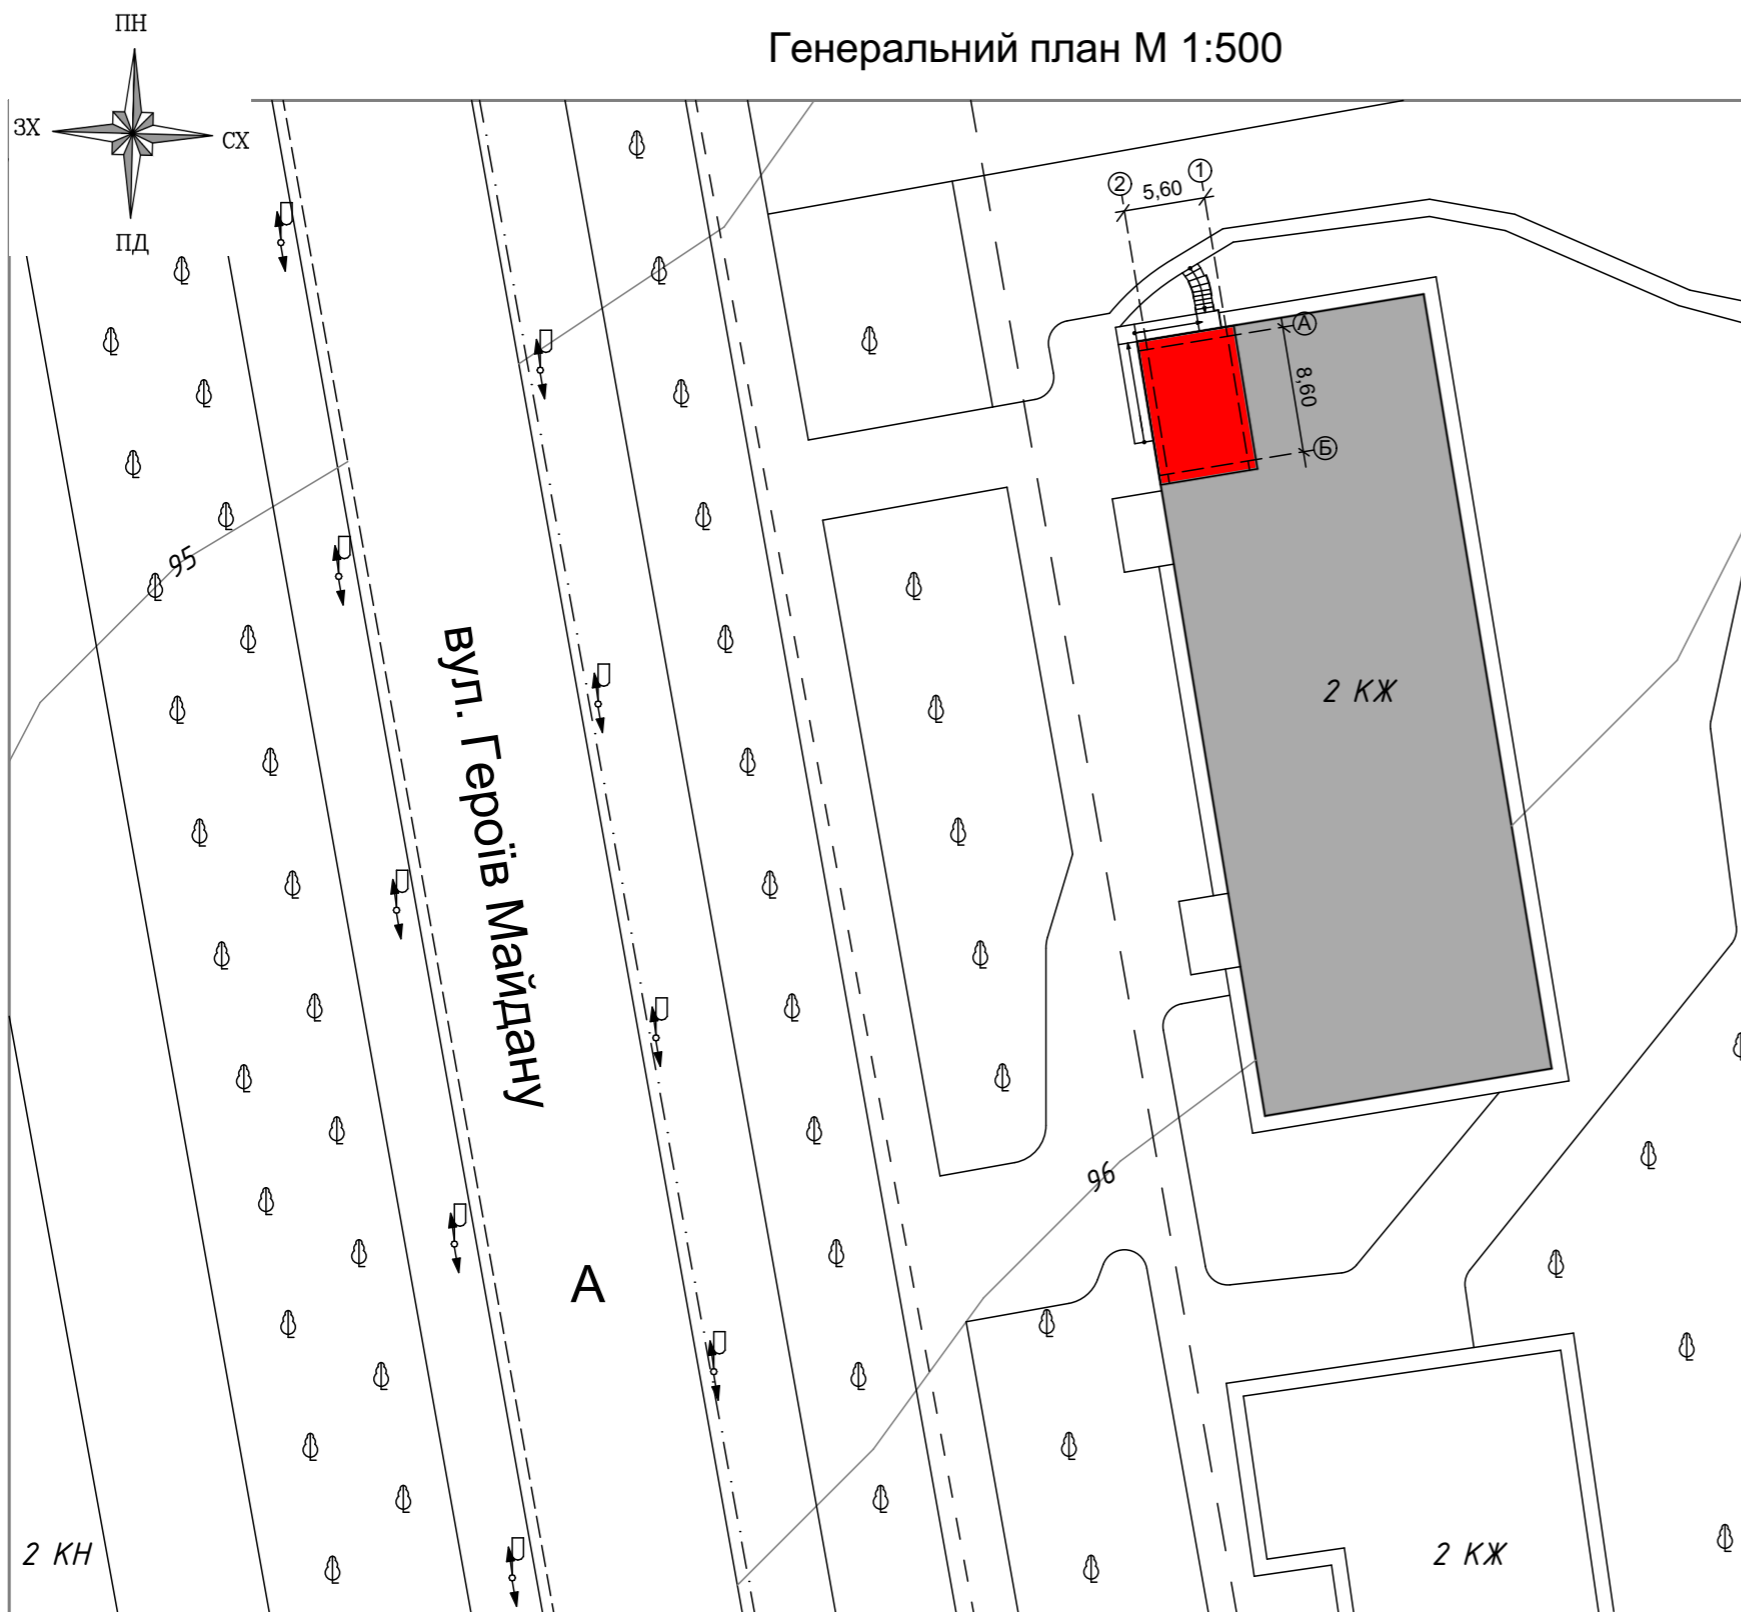 ПН
Генеральний план М 1:500
ЗХ
СХ
ПД
2
5,60
1
А
8,60
Б
95
вул. Героїв Майдану
2 КЖ
96
А
2 КН
2 КЖ